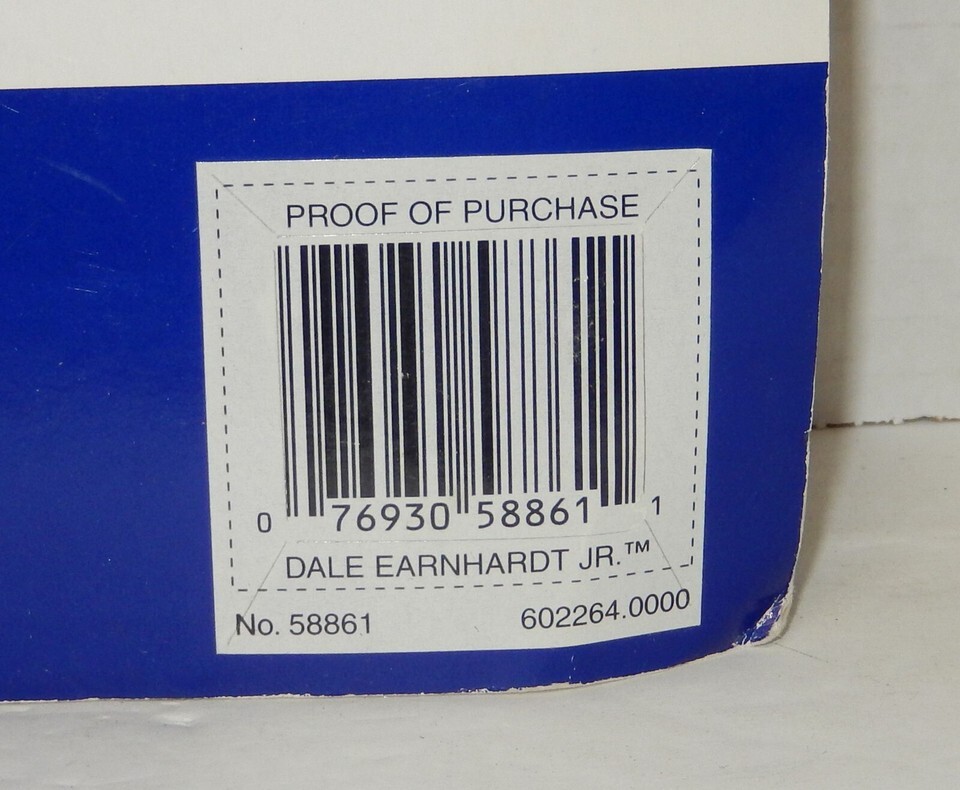 PROOF OF PURCHASE
0 76930 58861 1
DALE EARNHARDT JR.™
No. 58861 602264.0000